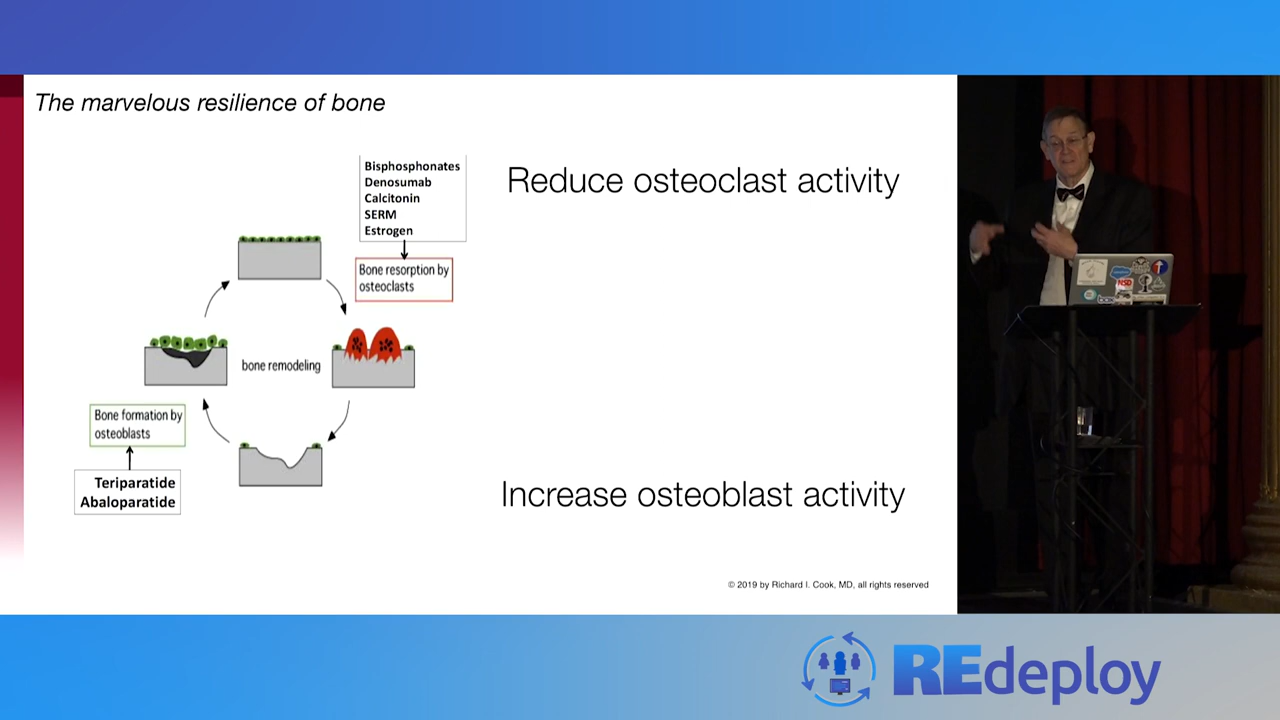 The marvelous resilience of bone
Bisphosphonates
Denosumab
Calcitonin
SERM
Estrogen
Reduce osteoclast activity
Bone resorption by
osteoclasts
bone remodeling
Bone formation by
osteoblasts
Teriparatide
Abaloparatide
Increase osteoblast activity
© 2019 by Richard I. Cook, MD, all rights reserved
NSD
REdeploy